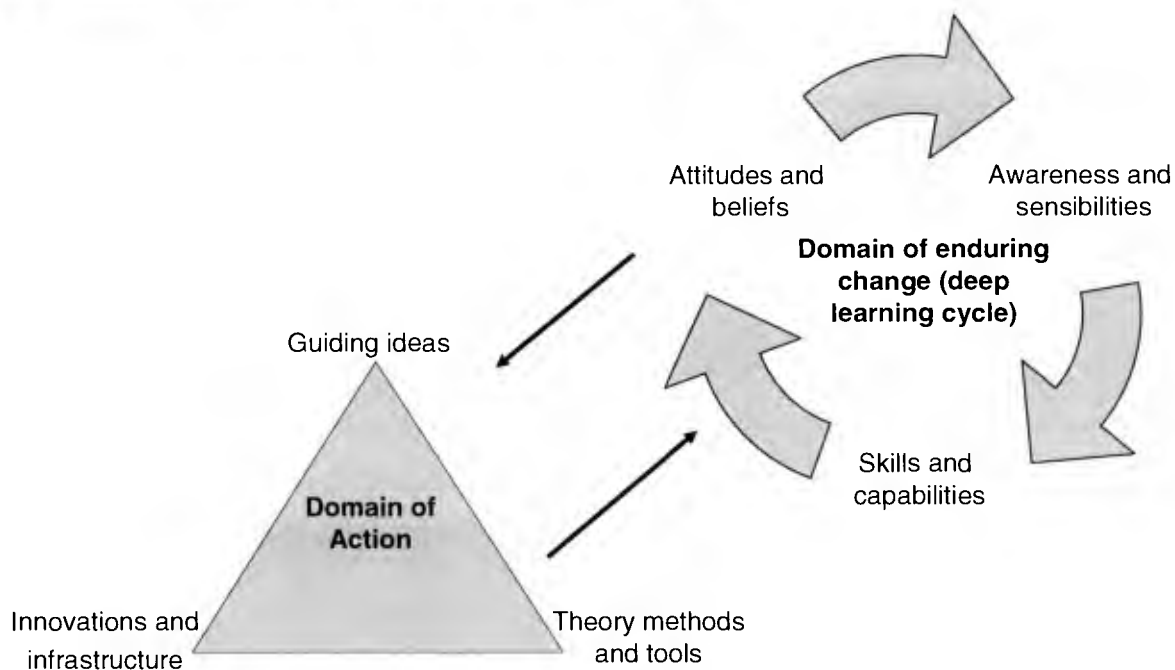 Attitudes and
beliefs
Awareness and
sensibilities
Domain of enduring
change (deep
learning cycle)
Skills and
capabilities
Guiding ideas
Domain of
Action
Innovations and
infrastructure
Theory methods
and tools